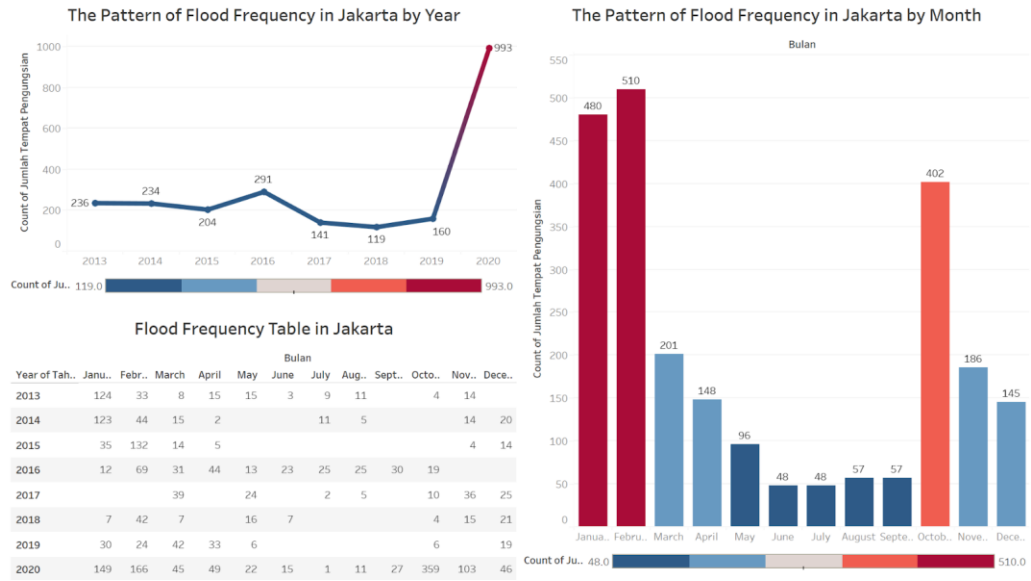 The Pattern of Flood Frequency in Jakarta by Year
Count of Jumlah Tempat Pengungsian
1000
800
600
400
200
0
236
234
204
291
141
119
160
993
2013 2014 2015 2016 2017 2018 2019 2020
Count of Ju.. 119.0 993.0
Flood Frequency Table in Jakarta
Bulan
Year of Tah.. Janu.. Febr.. March April May June July Aug.. Sept.. Octo.. Nov.. Dece..
2013 124 33 8 15 15 3 9 11 4 14
2014 123 44 15 2 11 5 14 20
2015 35 132 14 5 4 14
2016 12 69 31 44 13 23 25 25 30 19
2017 39 24 2 5 10 36 25
2018 7 42 7 16 7 4 15 21
2019 30 24 42 33 6 6 19
2020 149 166 45 49 22 15 1 11 27 359 103 46
The Pattern of Flood Frequency in Jakarta by Month
Bulan
Count of Jumlah Tempat Pengungsian
550
500
450
400
350
300
250
200
150
100
50
0
480
510
201
148
96
48
48
57
57
402
186
145
Janua.. Febru.. March April May June July August Septe.. Octob.. Nove.. Dece..
Count of Ju.. 48.0 510.0